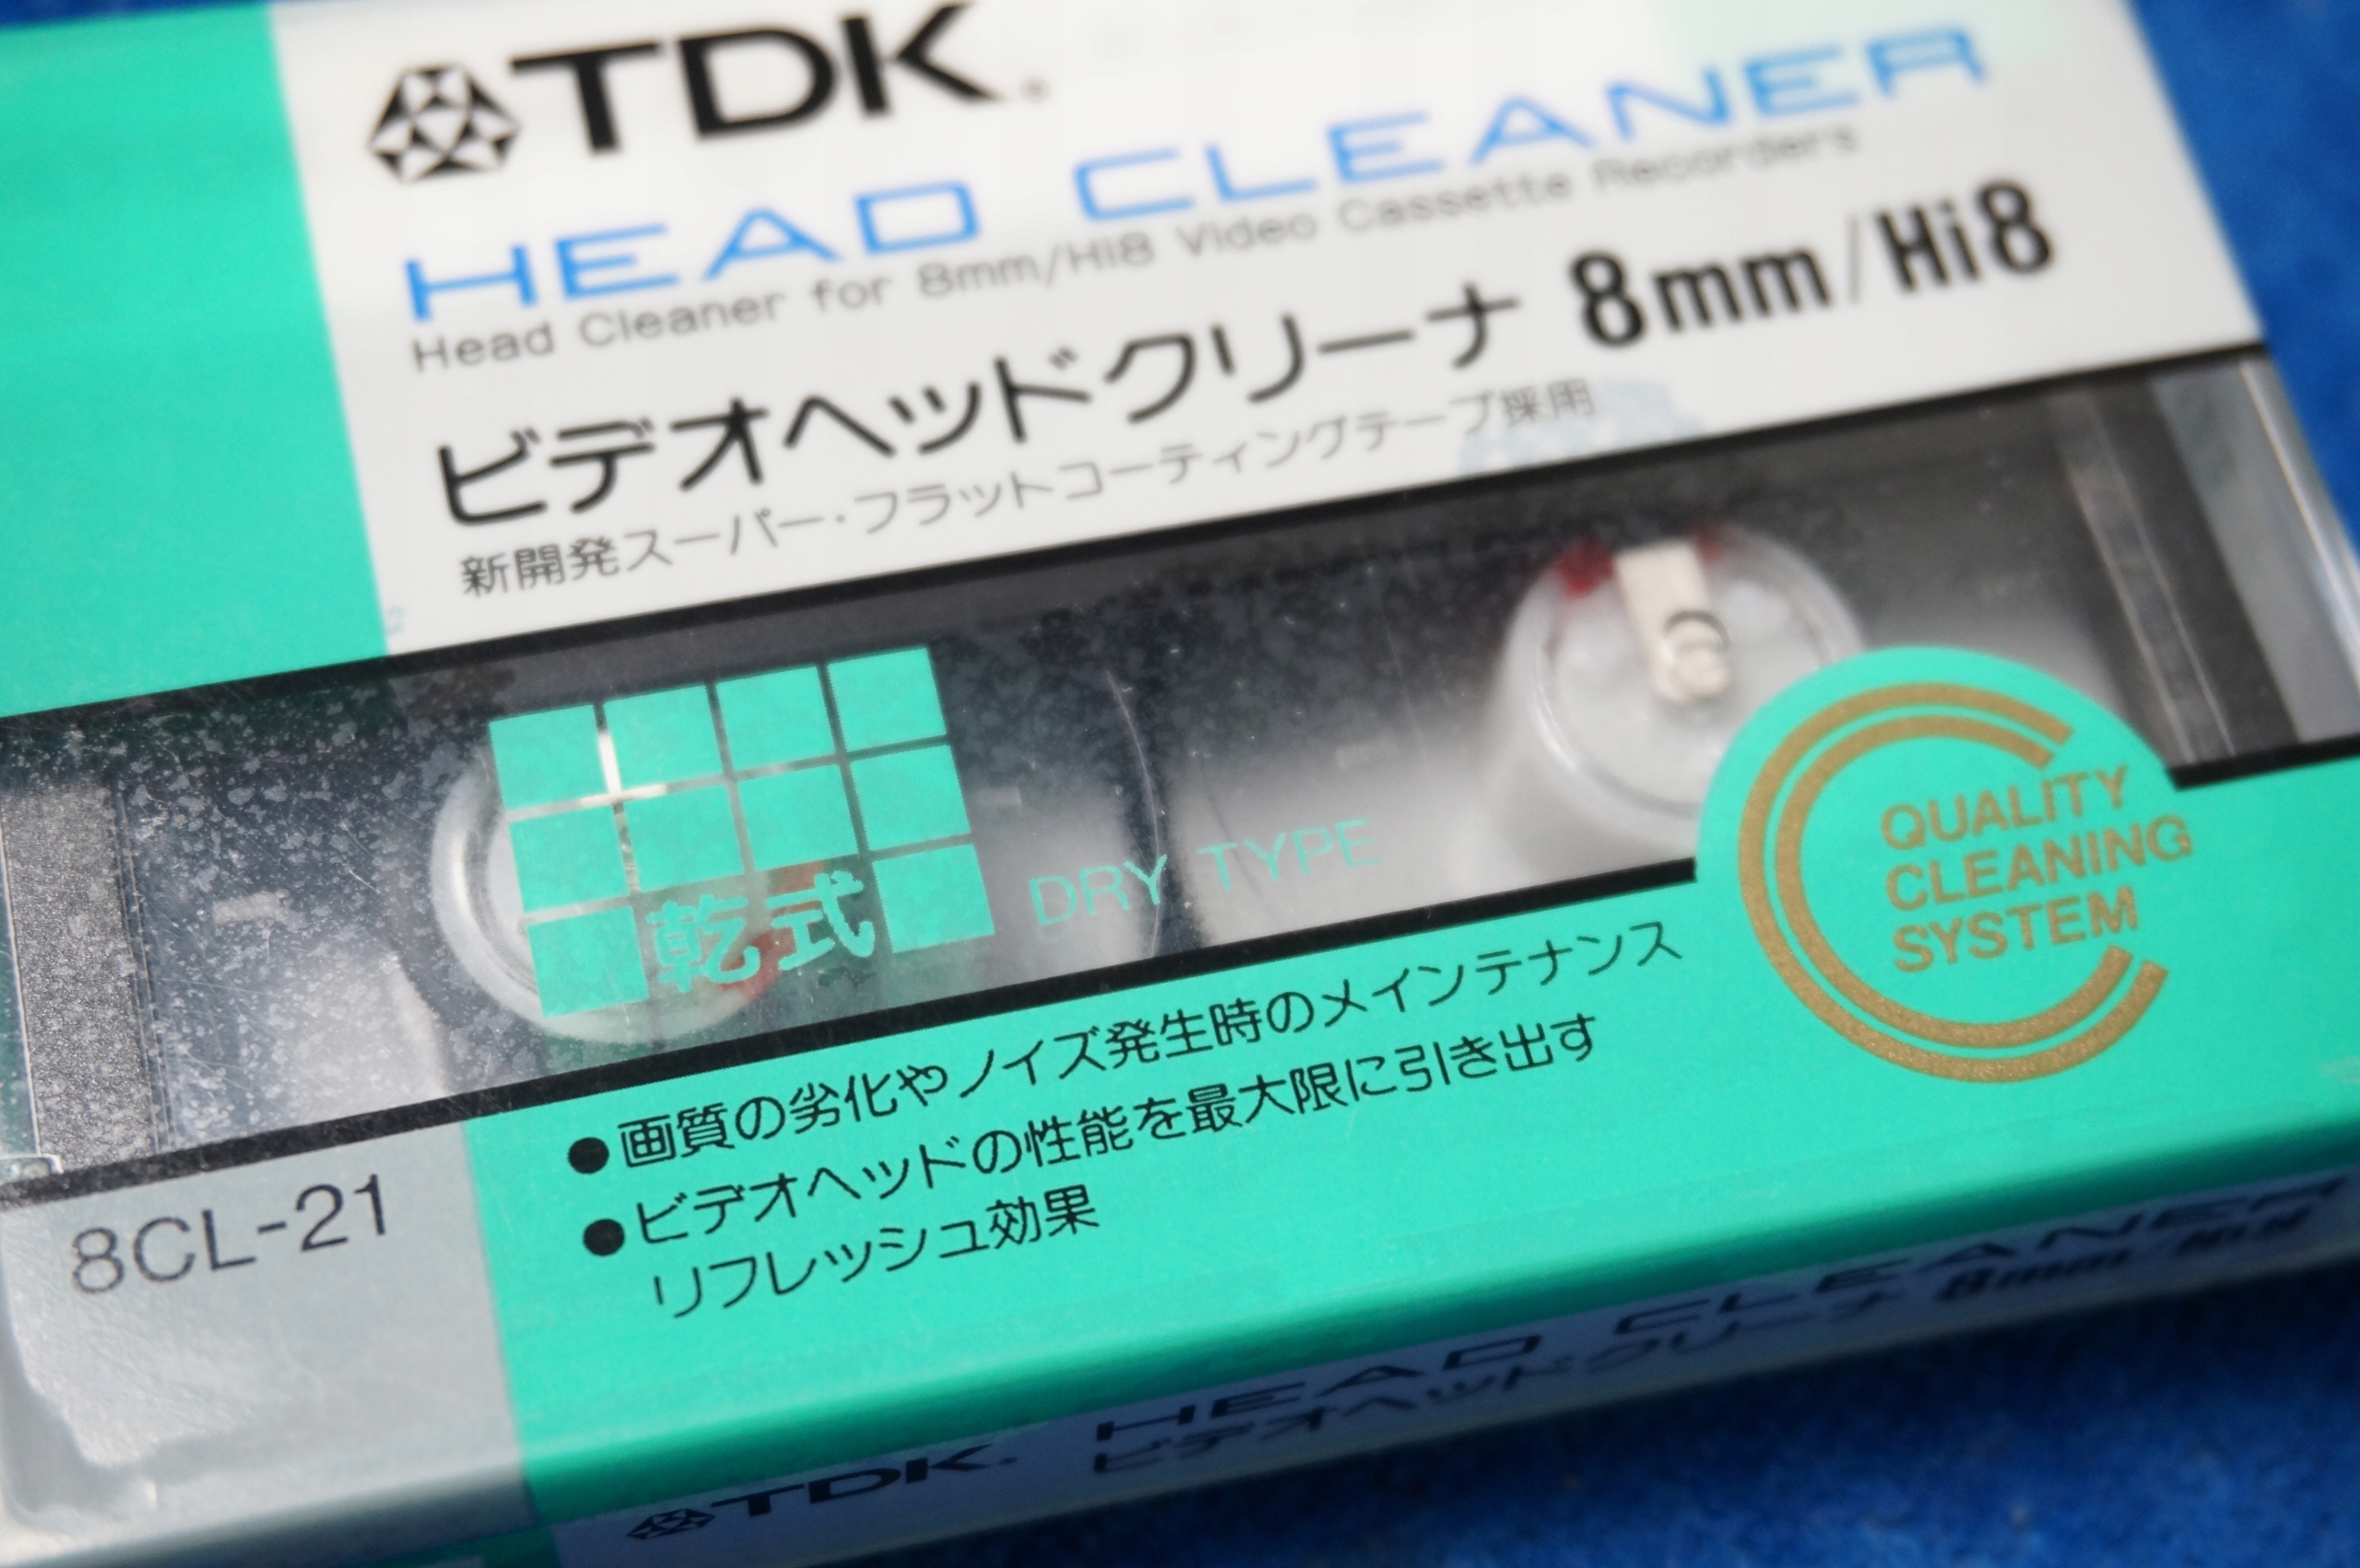 TDK
HEAD CLEANER
Head Cleaner for 8mm/Hi8 Video Cassette Recorders
ビデオヘッドクリーナ 8mm/Hi8
新開発スーパー・フラットコーティングテープ採用
乾式 DRY TYPE
QUALITY
CLEANING
SYSTEM
●画質の劣化やノイズ発生時のメインテナンス
●ビデオヘッドの性能を最大限に引き出す
リフレッシュ効果
8CL-21
TDK HEAD CLEANER
ビデオヘッドクリーナ 8mm/Hi8